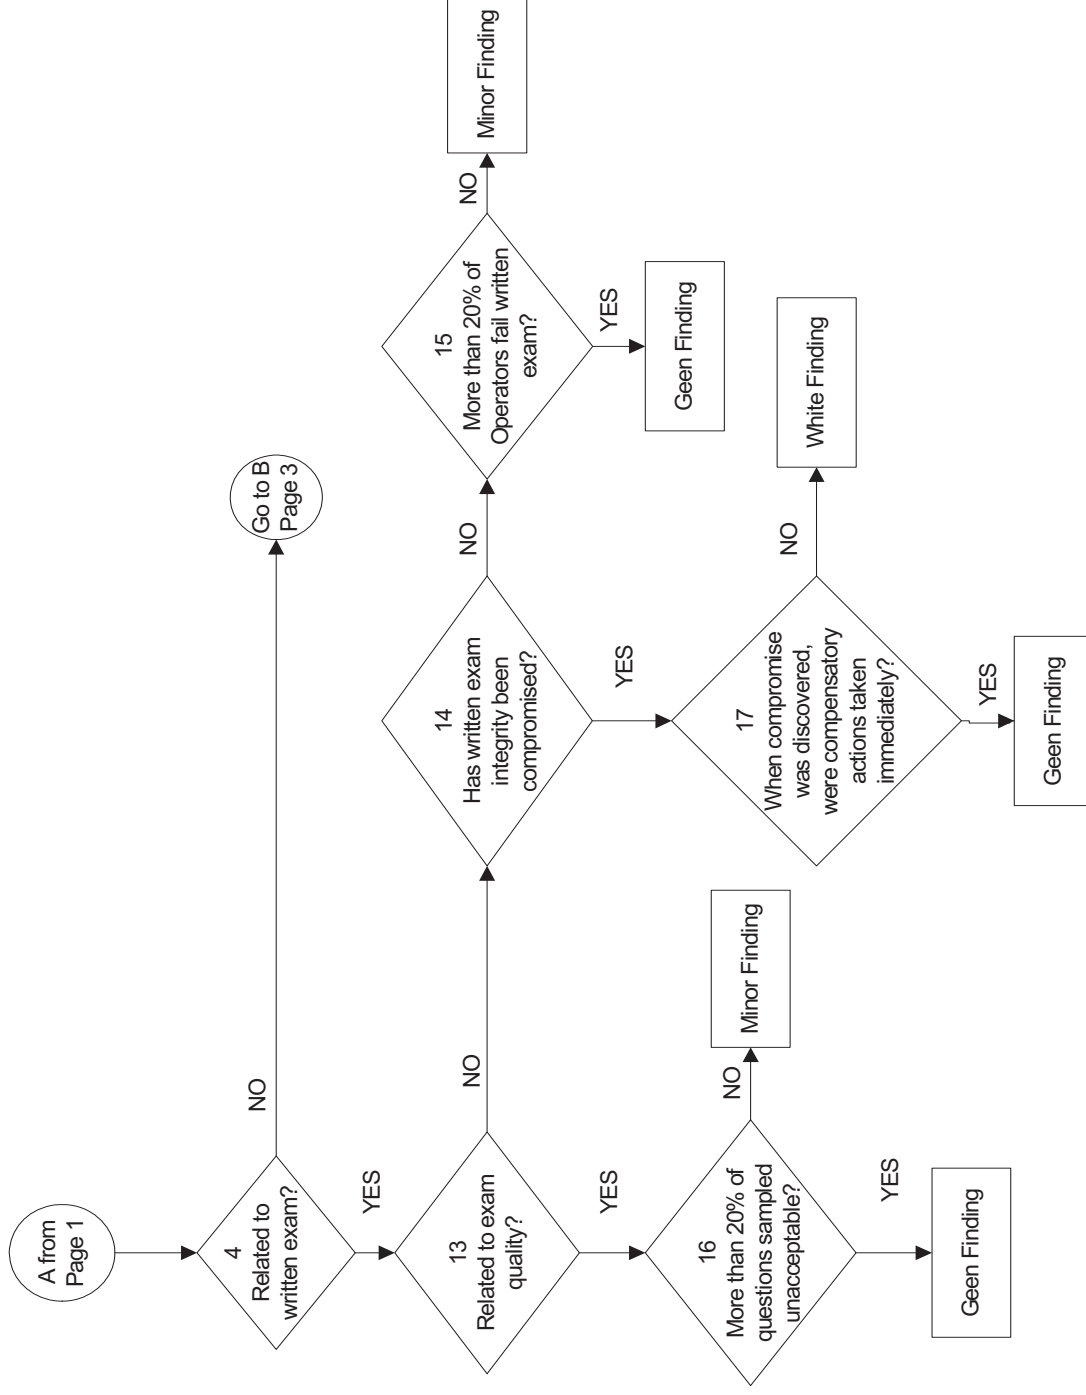 A from
Page 1
4
Related to
written exam?
NO
Go to B
Page 3
YES
13
Related to exam
quality?
NO
14
Has written exam
integrity been
compromised?
NO
15
More than 20% of
Operators fail written
exam?
NO
Minor Finding
YES
Geen Finding
YES
17
When compromise
was discovered,
were compensatory
actions taken
immediately?
NO
White Finding
YES
Geen Finding
YES
16
More than 20% of
questions sampled
unacceptable?
NO
Minor Finding
YES
Geen Finding